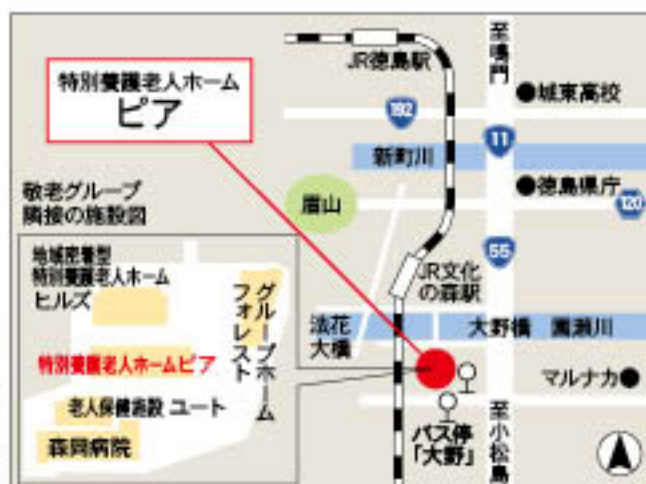 特別養護老人ホーム
ピア
JR徳島駅
至鳴門
城東高校
192
11
新町川
敬老グループ
隣接の施設図
眉山
徳島県庁
120
地域密着型
特別養護老人ホーム
ヒルズ
グループホーム
フォレスト
55
JR文化
の森駅
法花
大橋
大野橋
園瀬川
特別養護老人ホームピア
マルナカ
老人保健施設 ユート
森岡病院
バス停
「大野」
至小松島